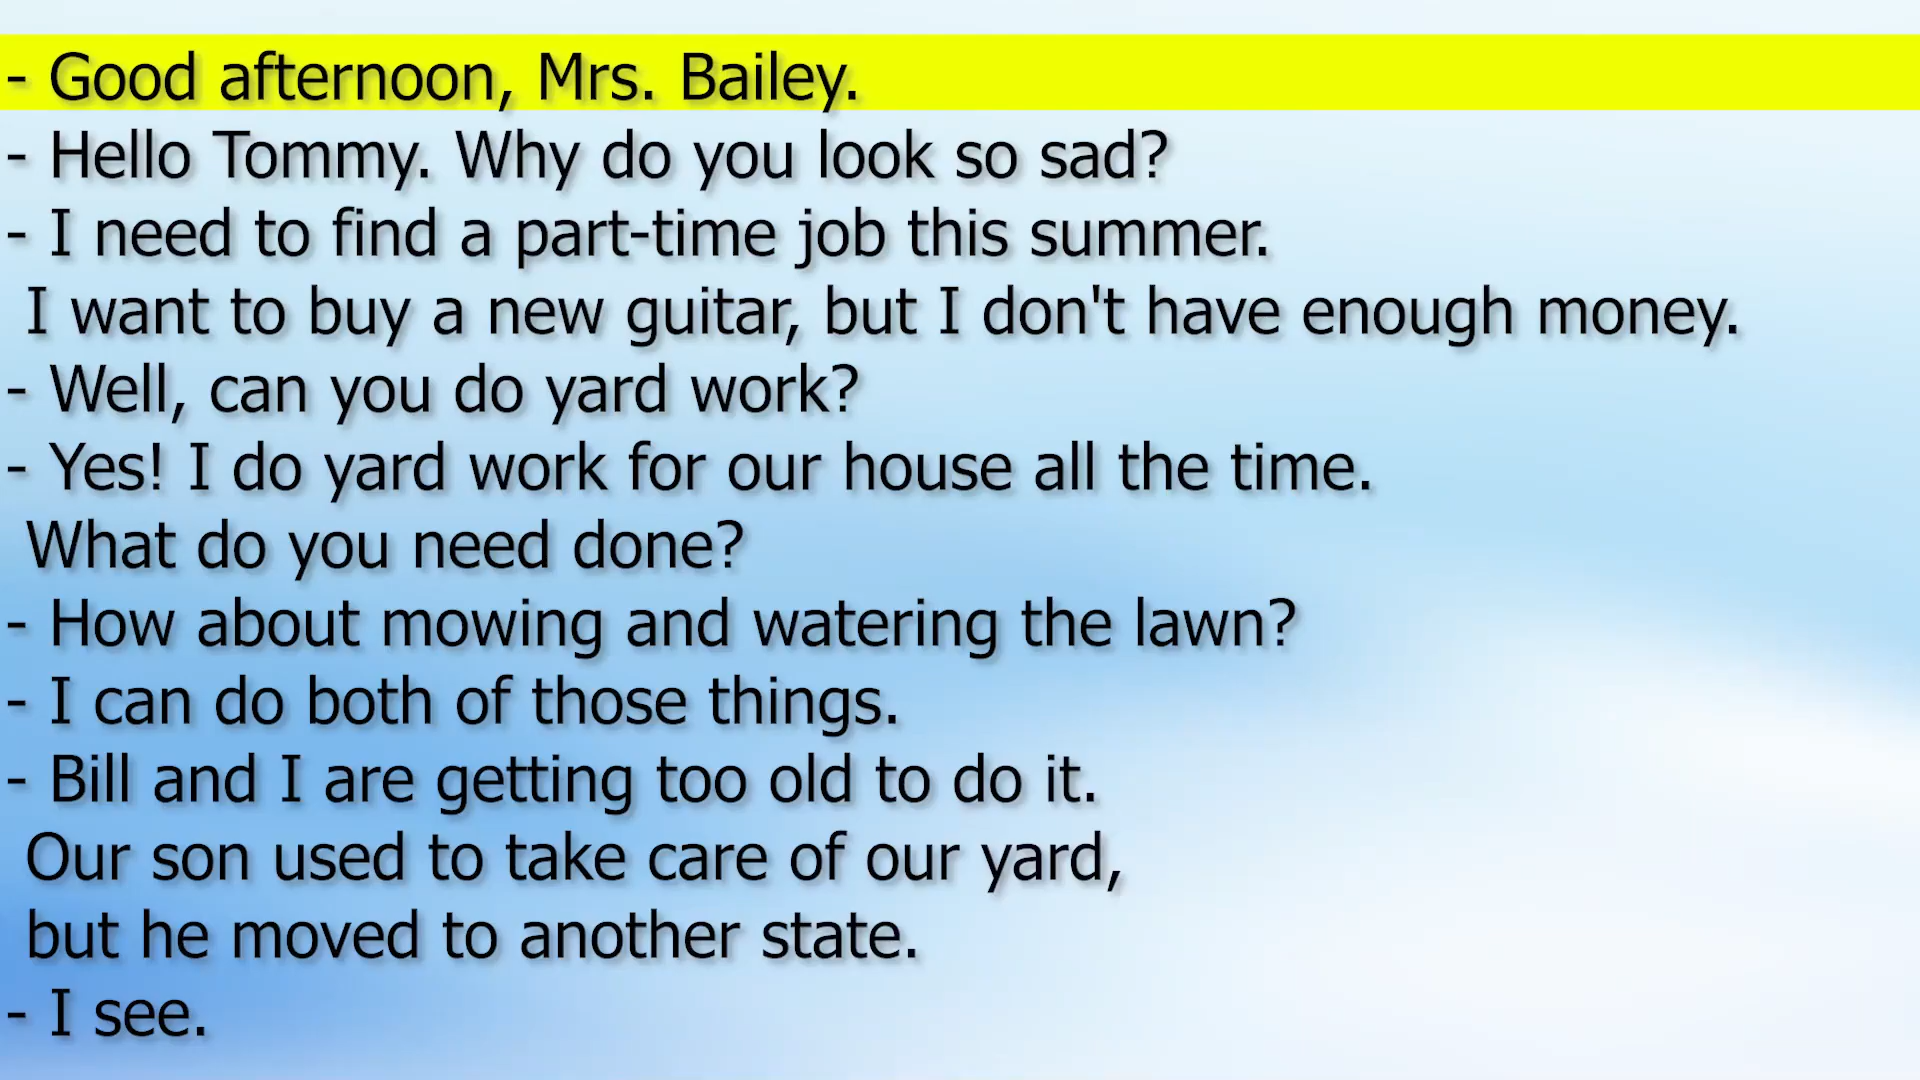 - Good afternoon, Mrs. Bailey.
- Hello Tommy. Why do you look so sad?
- I need to find a part-time job this summer.
I want to buy a new guitar, but I don't have enough money.
- Well, can you do yard work?
- Yes! I do yard work for our house all the time.
What do you need done?
- How about mowing and watering the lawn?
- I can do both of those things.
- Bill and I are getting too old to do it.
Our son used to take care of our yard,
but he moved to another state.
- I see.